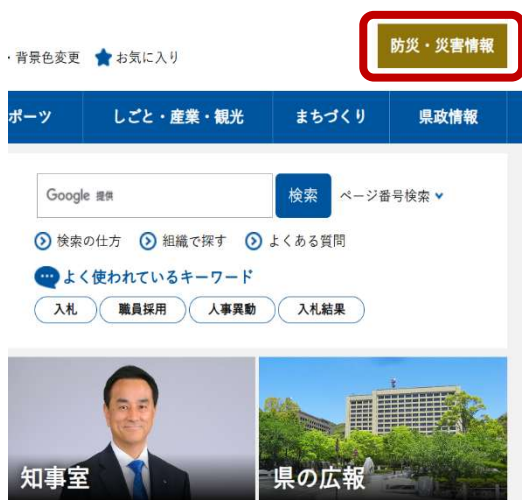 ・背景色変更 お気に入り 防災・災害情報
ポーツ しごと・産業・観光 まちづくり 県政情報
Google 提供 検索 ページ番号検索
検索の仕方 組織で探す よくある質問
よく使われているキーワード
入札 職員採用 人事異動 入札結果
知事室 県の広報